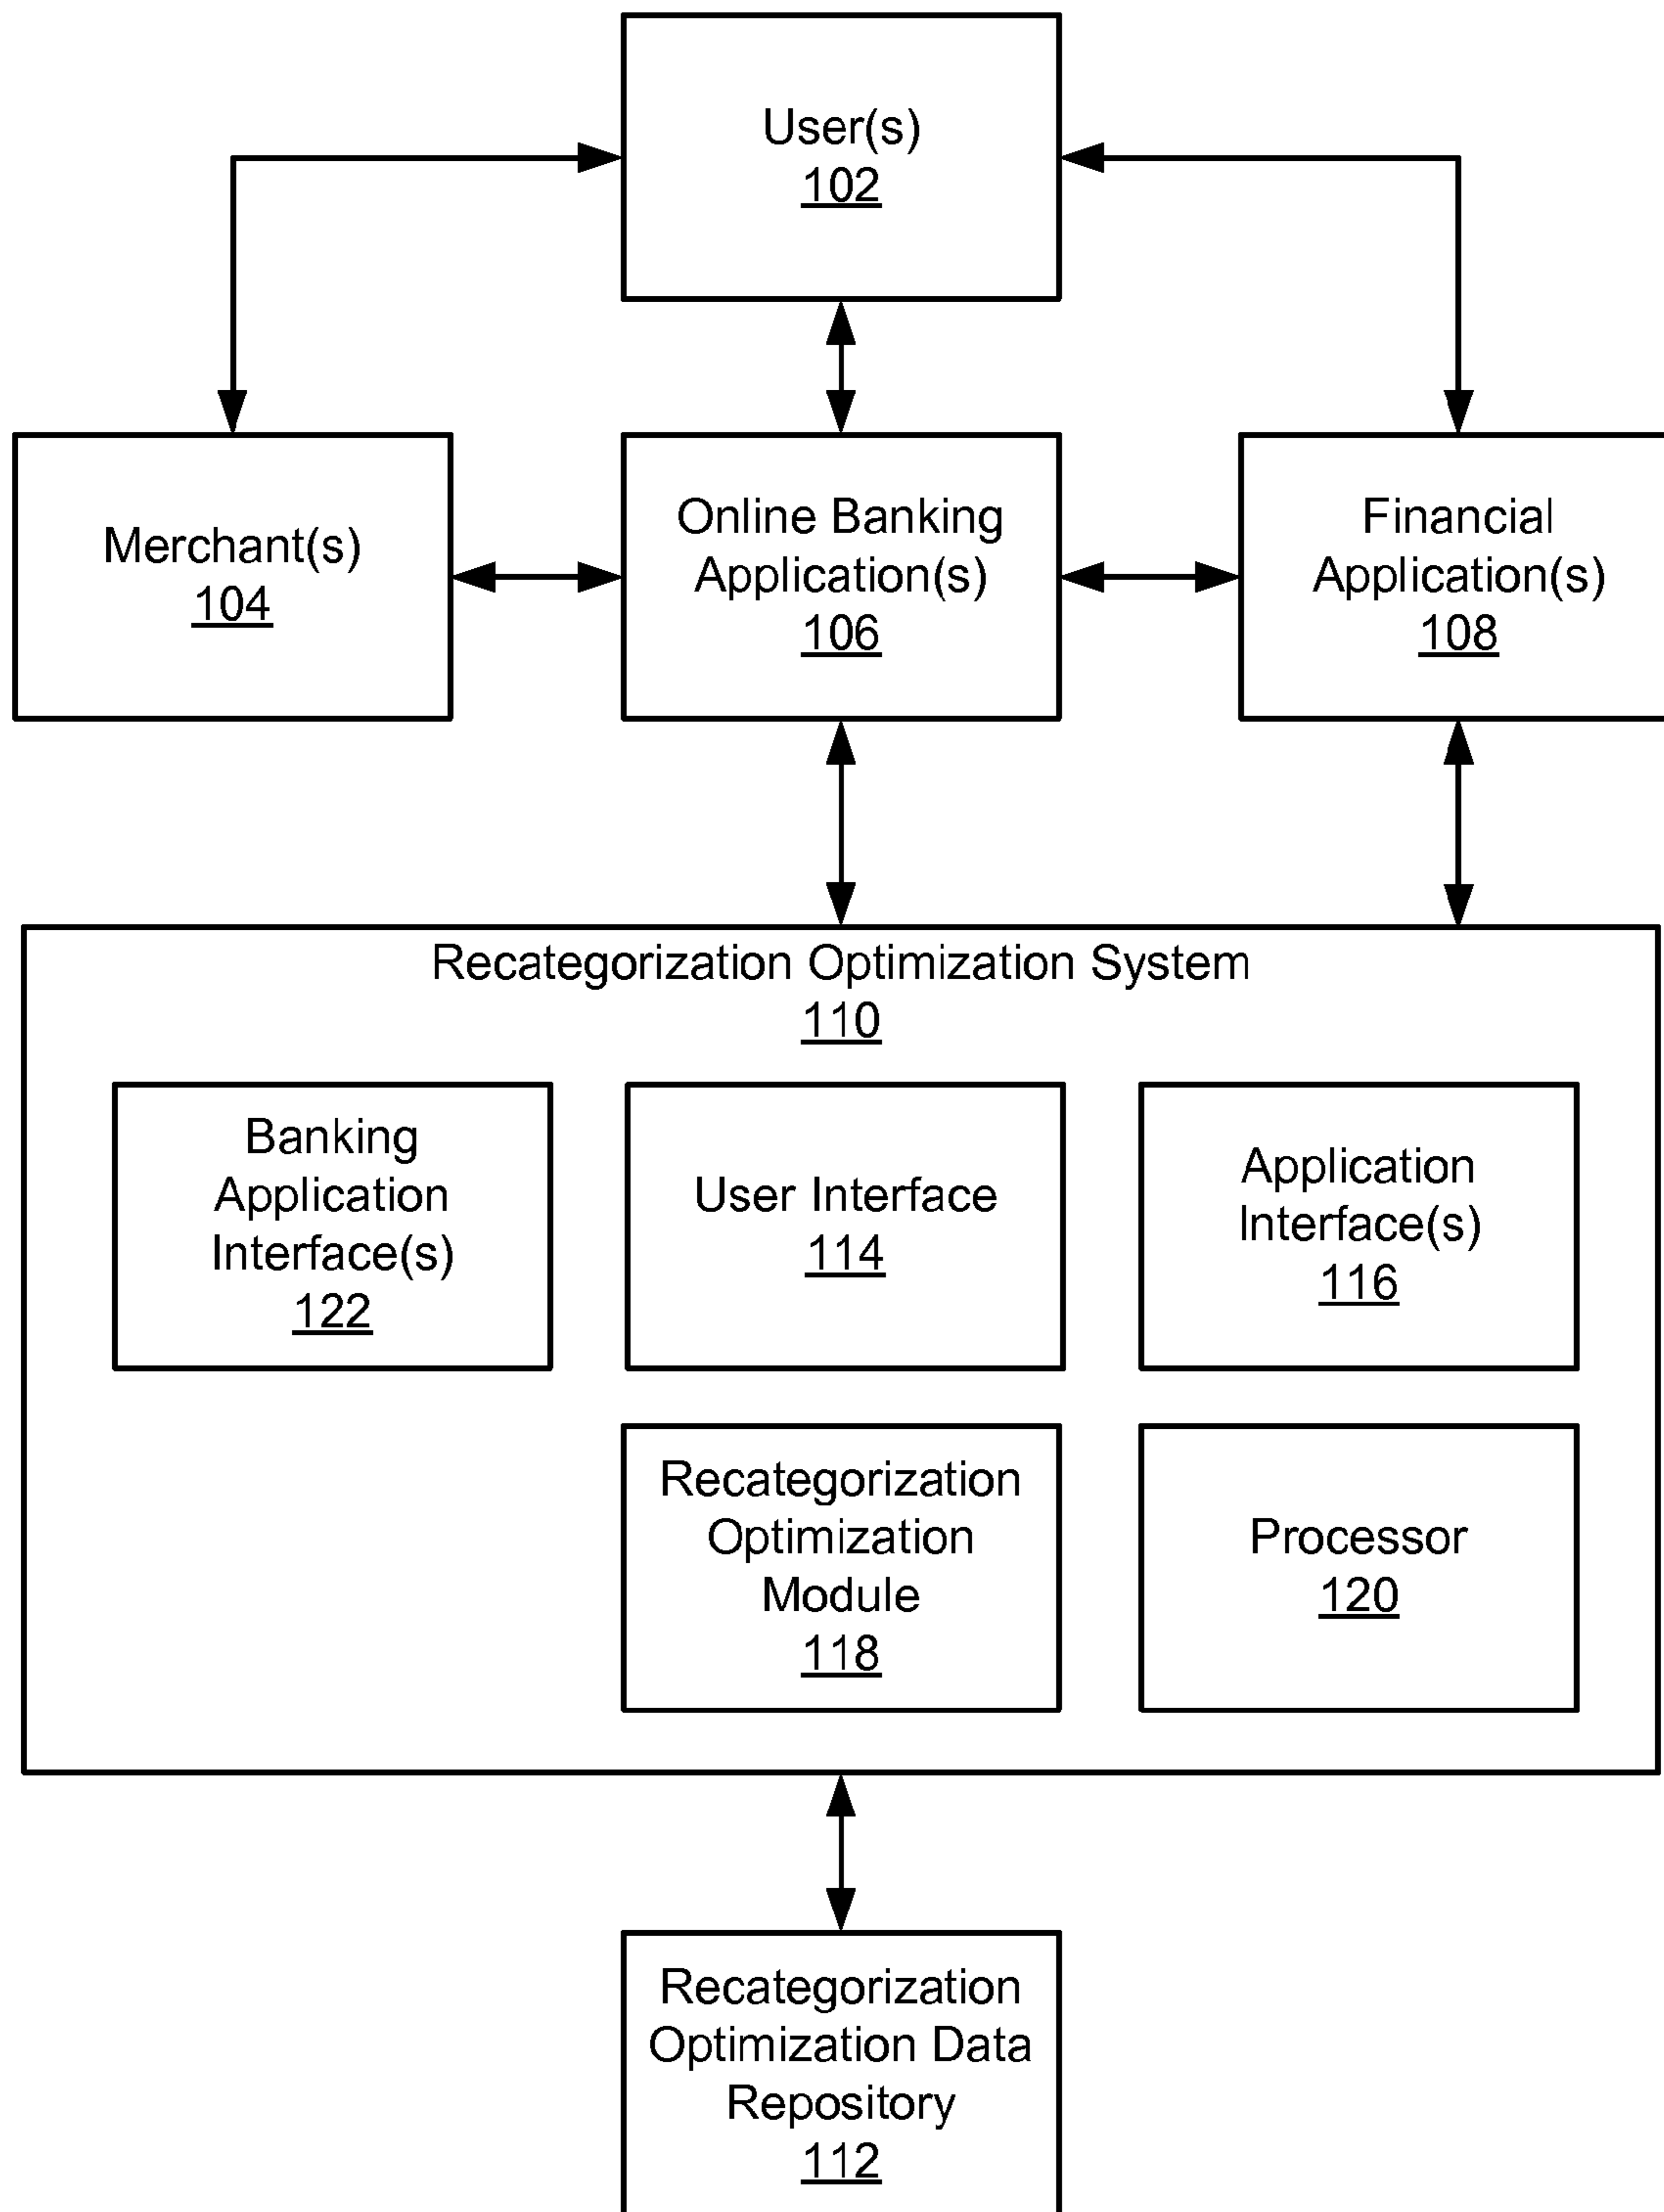 User(s)
102
Merchant(s)
104
Online Banking
Application(s)
106
Financial
Application(s)
108
Recategorization Optimization System
110
Banking
Application
Interface(s)
122
User Interface
114
Application
Interface(s)
116
Recategorization
Optimization
Module
118
Processor
120
Recategorization
Optimization Data
Repository
112